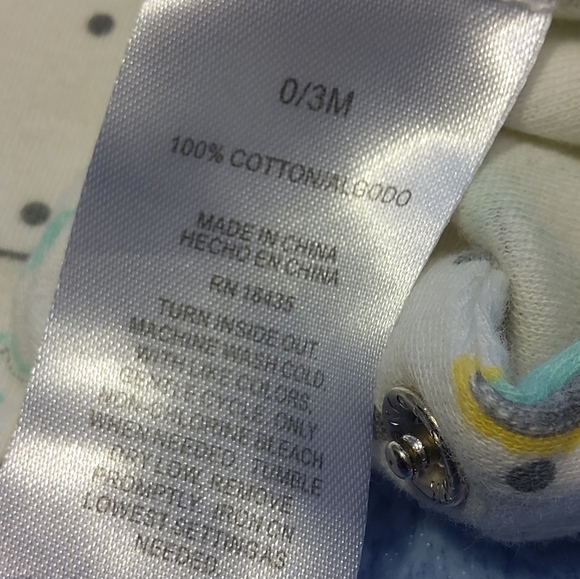 0/3M
100% COTTON/ALGODO
MADE IN CHINA
HECHO EN CHINA
RN 18435
TURN INSIDE OUT.
MACHINE WASH COLD
WITH LIKE COLORS
GENTLE CYCLE. ONLY
NON-CHLORINE BLEACH
WHEN NEEDED. TUMBLE
DRY LOW. REMOVE
PROMPTLY. IRON ON
LOWEST SETTING AS
NEEDED.